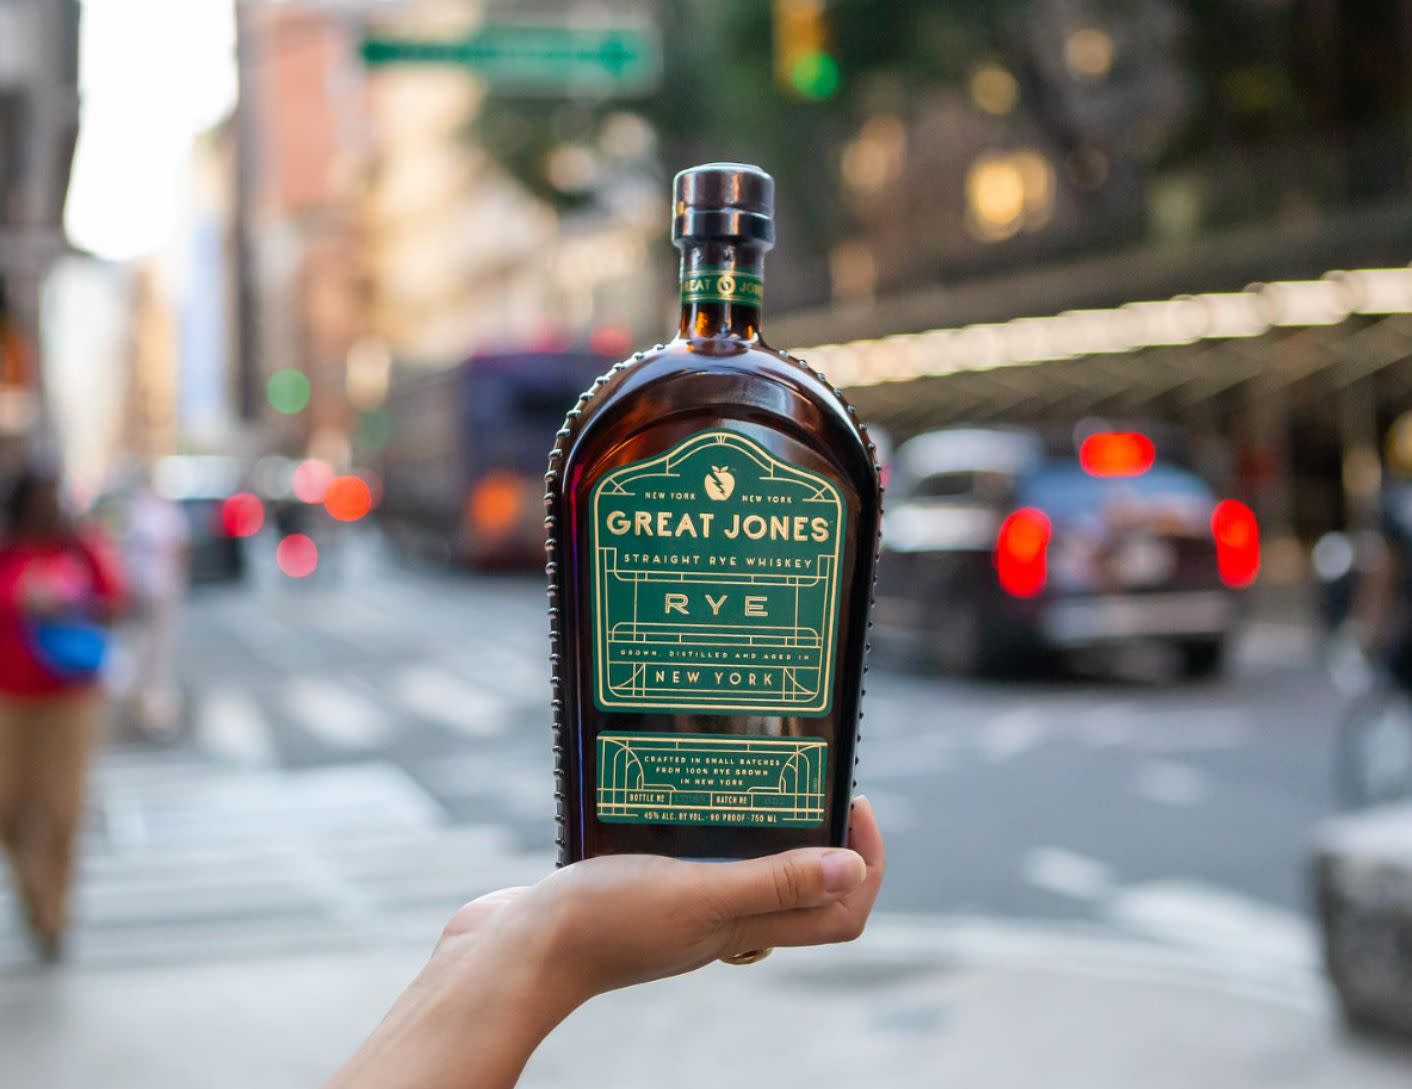 REAT JONE
NEW YORK NEW YORK
GREAT JONES
STRAIGHT RYE WHISKEY
RYE
GROWN, DISTILLED AND AGED IN
NEW YORK
CRAFTED IN SMALL BATCHES
FROM 100% RYE GROWN
IN NEW YORK
BOTTLE Nº BATCH Nº
45% ALC. BY VOL. · 90 PROOF · 750 ML